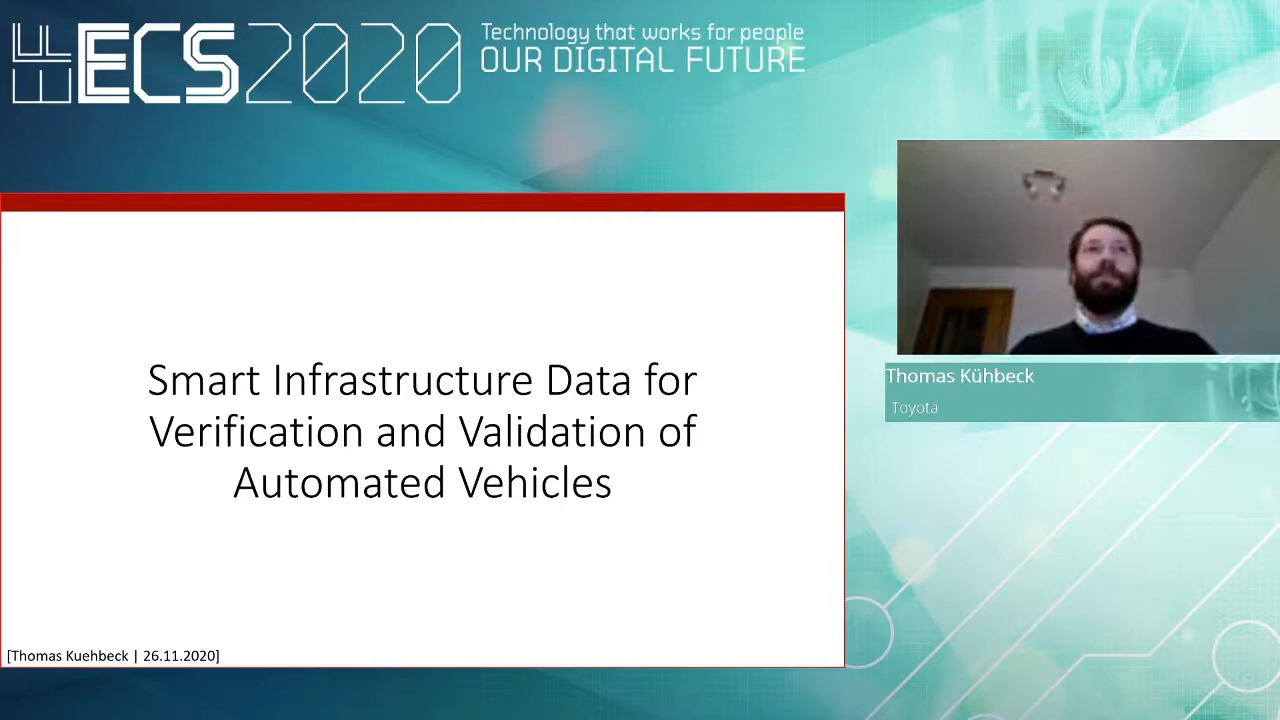 EF ECS2020
Technology that works for people
OUR DIGITAL FUTURE
Thomas Kühbeck
Toyota
Smart Infrastructure Data for
Verification and Validation of
Automated Vehicles
[Thomas Kuehbeck | 26.11.2020]